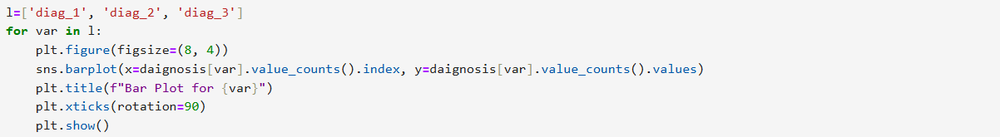 l=['diag_1', 'diag_2', 'diag_3']
for var in l:
    plt.figure(figsize=(8, 4))
    sns.barplot(x=daignosis[var].value_counts().index, y=daignosis[var].value_counts().values)
    plt.title(f"Bar Plot for {var}")
    plt.xticks(rotation=90)
    plt.show()